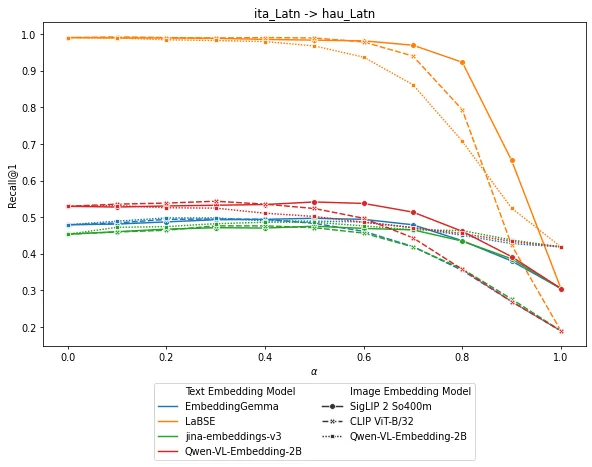 ita_Latn -> hau_Latn
Recall@1
1.0
0.9
0.8
0.7
0.6
0.5
0.4
0.3
0.2
0.0 0.2 0.4 0.6 0.8 1.0
α
Text Embedding Model Image Embedding Model
EmbeddingGemma SigLIP 2 So400m
LaBSE CLIP ViT-B/32
jina-embeddings-v3 Qwen-VL-Embedding-2B
Qwen-VL-Embedding-2B